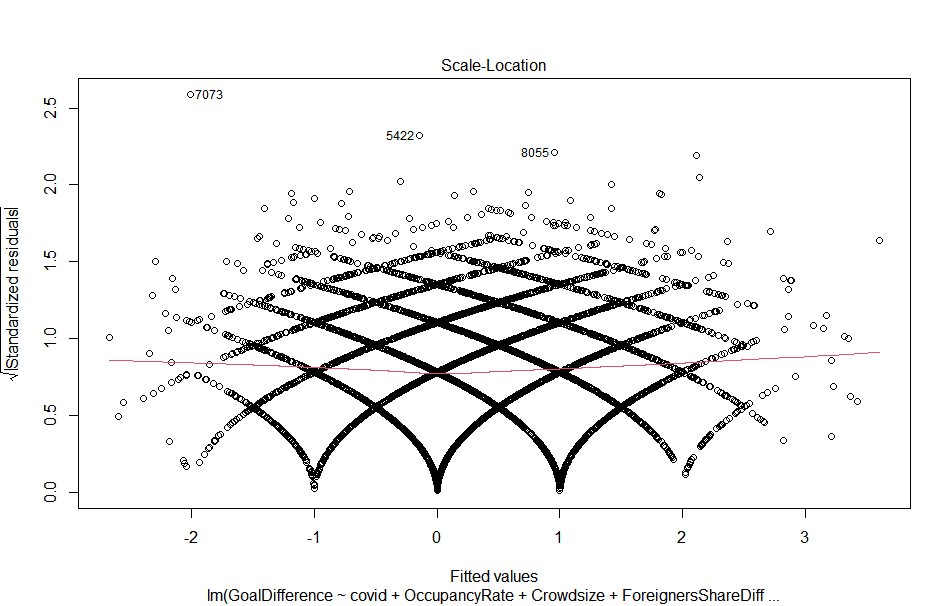 Scale-Location
√|Standardized residuals|
2.5
2.0
1.5
1.0
0.5
0.0
7073
5422
8055
-2 -1 0 1 2 3
Fitted values
lm(GoalDifference ~ covid + OccupancyRate + Crowdsize + ForeignersShareDiff ...